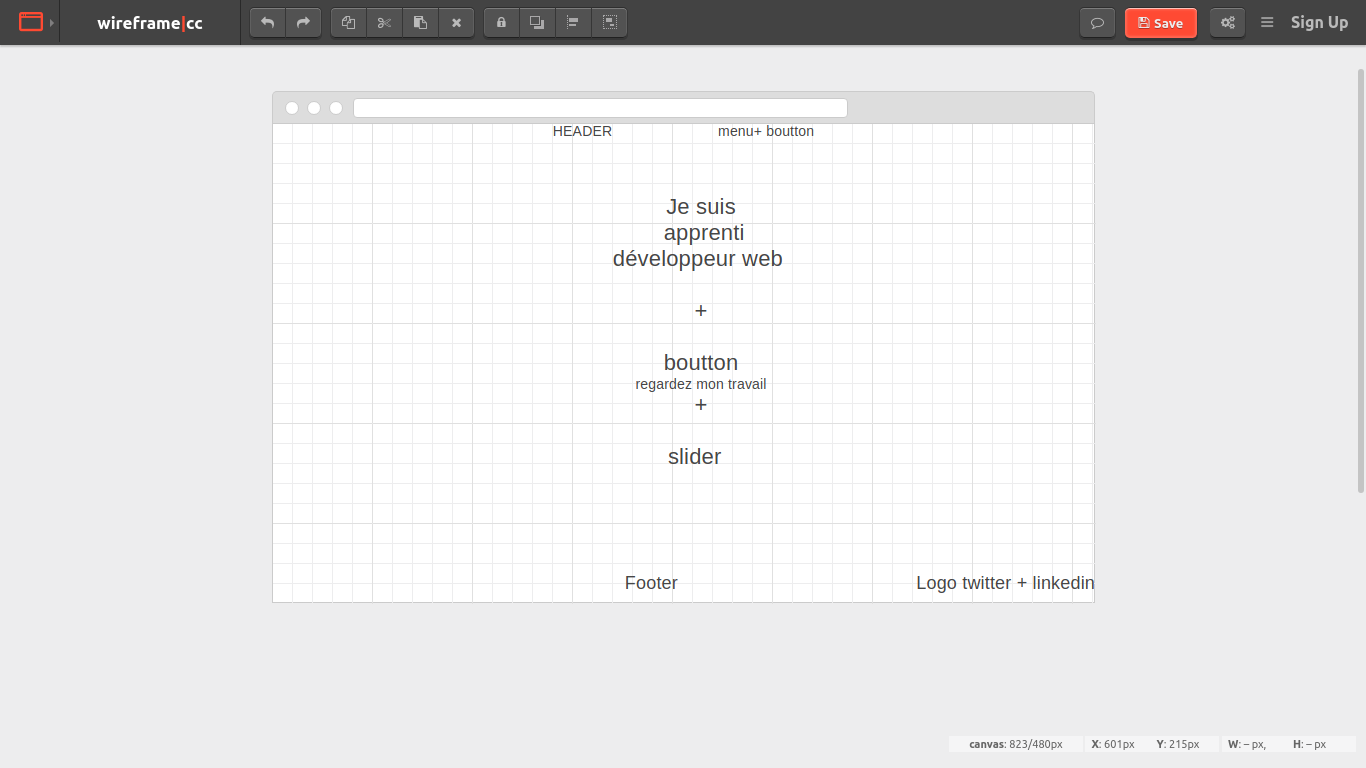 wireframe|cc
Save
Sign Up
HEADER
menu+ boutton
Je suis
apprenti
développeur web
+
boutton
regardez mon travail
+
slider
Footer
Logo twitter + linkedin
canvas: 823/480px
X: 601px
Y: 215px
W: – px,
H: – px